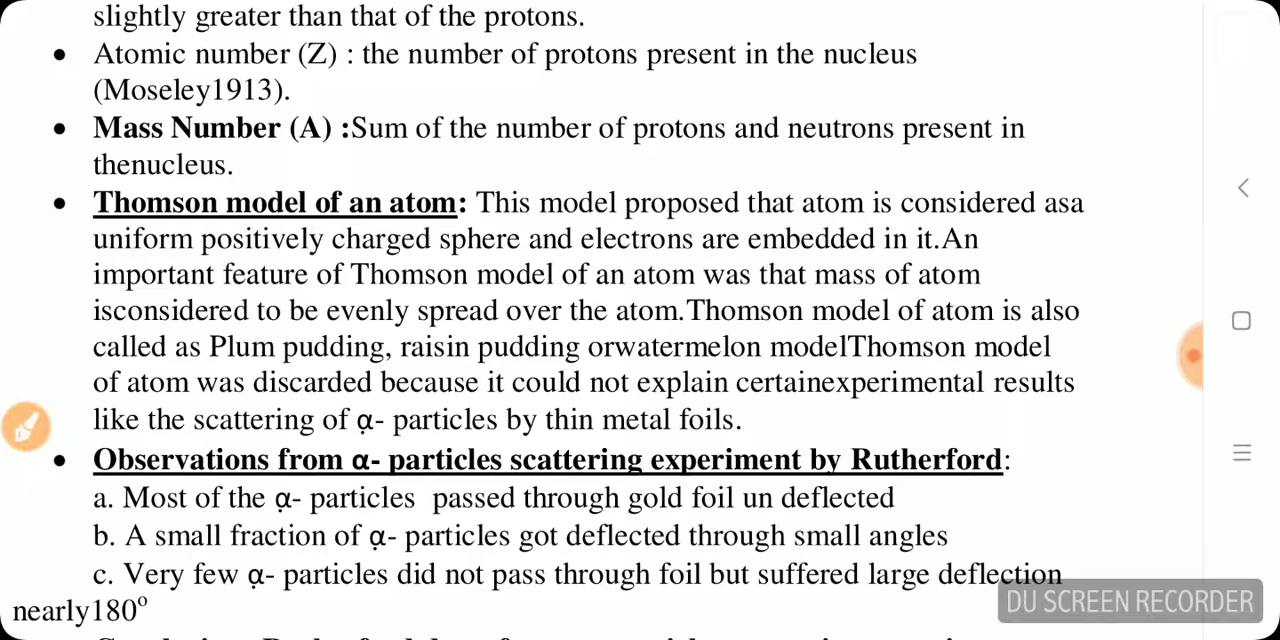 slightly greater than that of the protons.
• Atomic number (Z) : the number of protons present in the nucleus
(Moseley1913).
• Mass Number (A) :Sum of the number of protons and neutrons present in
thenucleus.
• Thomson model of an atom: This model proposed that atom is considered asa
uniform positively charged sphere and electrons are embedded in it.An
important feature of Thomson model of an atom was that mass of atom
isconsidered to be evenly spread over the atom.Thomson model of atom is also
called as Plum pudding, raisin pudding orwatermelon modelThomson model
of atom was discarded because it could not explain certainexperimental results
like the scattering of α̣- particles by thin metal foils.
• Observations from α- particles scattering experiment by Rutherford:
a. Most of the α̣- particles  passed through gold foil un deflected
b. A small fraction of α̣- particles got deflected through small angles
c. Very few α̣- particles did not pass through foil but suffered large deflection
nearly180°
DU SCREEN RECORDER